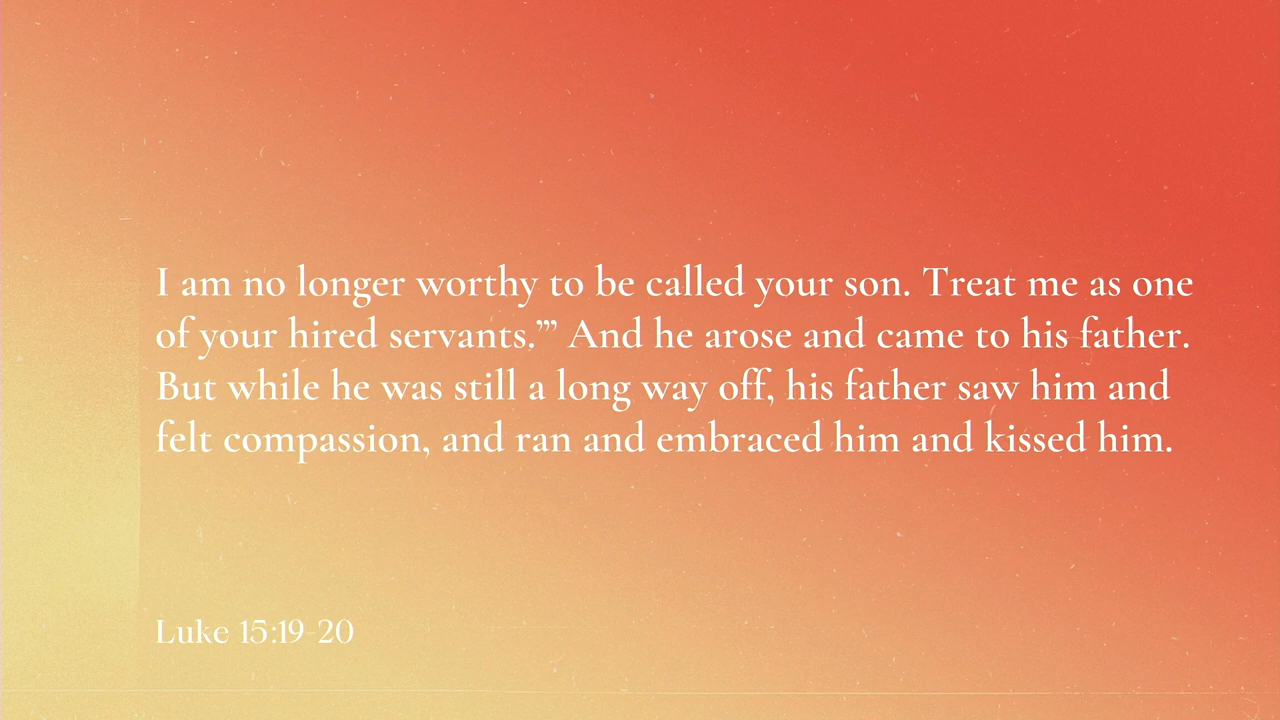 I am no longer worthy to be called your son. Treat me as one
of your hired servants.”’ And he arose and came to his father.
But while he was still a long way off, his father saw him and
felt compassion, and ran and embraced him and kissed him.
Luke 15:19-20